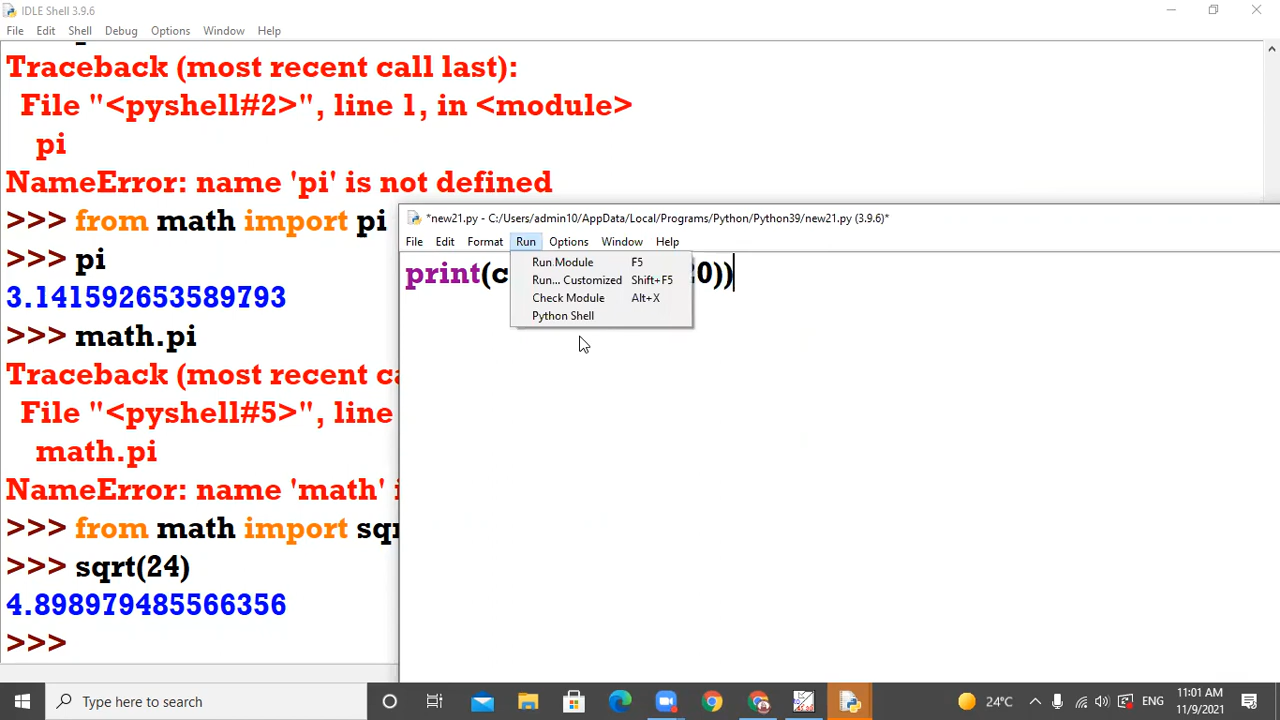 IDLE Shell 3.9.6
File Edit Shell Debug Options Window Help
Traceback (most recent call last):
File "<pyshell#2>", line 1, in <module>
pi
NameError: name 'pi' is not defined
>>> from math import pi
>>> pi
3.141592653589793
>>> math.pi
Traceback (most recent ca
File "<pyshell#5>", line
math.pi
NameError: name 'math' i
>>> from math import sqr
>>> sqrt(24)
4.898979485566356
>>>
*new21.py - C:/Users/admin10/AppData/Local/Programs/Python/Python39/new21.py (3.9.6)*
File Edit Format Run Options Window Help
print(c 20))
Run Module F5
Run... Customized Shift+F5
Check Module Alt+X
Python Shell
Type here to search
24°C
ENG
11:01 AM
11/9/2021